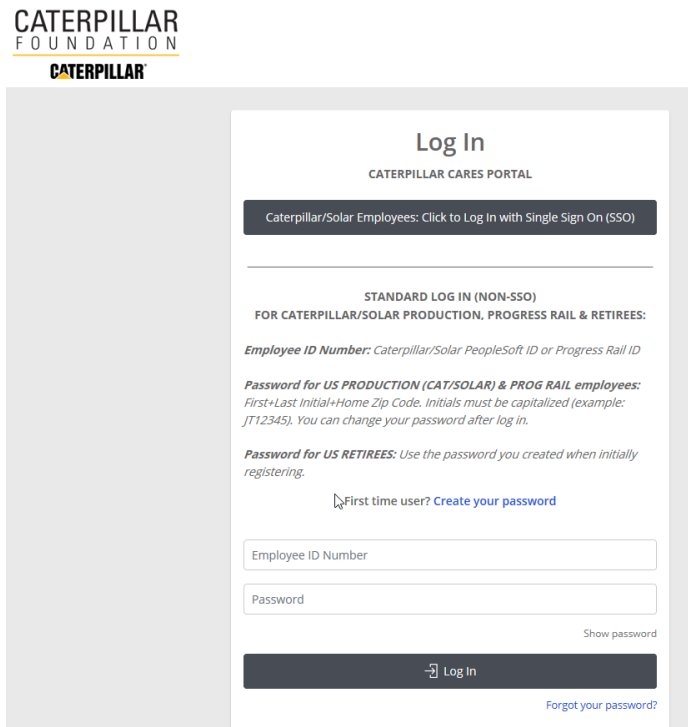 CATERPILLAR
FOUNDATION
CATERPILLAR®
Log In
CATERPILLAR CARES PORTAL
Caterpillar/Solar Employees: Click to Log In with Single Sign On (SSO)
STANDARD LOG IN (NON-SSO)
FOR CATERPILLAR/SOLAR PRODUCTION, PROGRESS RAIL & RETIREES:
Employee ID Number: Caterpillar/Solar PeopleSoft ID or Progress Rail ID
Password for US PRODUCTION (CAT/SOLAR) & PROG RAIL employees:
First+Last Initial+Home Zip Code. Initials must be capitalized (example:
JT12345). You can change your password after log in.
Password for US RETIREES: Use the password you created when initially
registering.
First time user? Create your password
Employee ID Number
Password
Show password
Log In
Forgot your password?